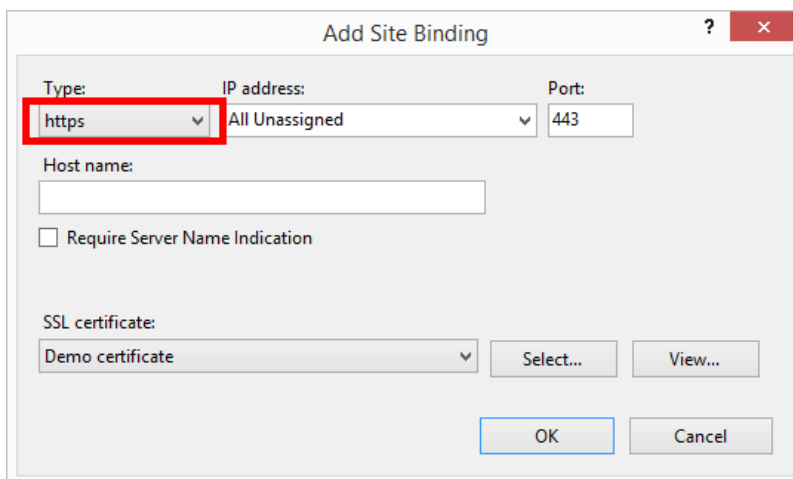 Add Site Binding
?
Type:
IP address:
Port:
https
All Unassigned
443
Host name:
Require Server Name Indication
SSL certificate:
Demo certificate
Select...
View...
OK
Cancel